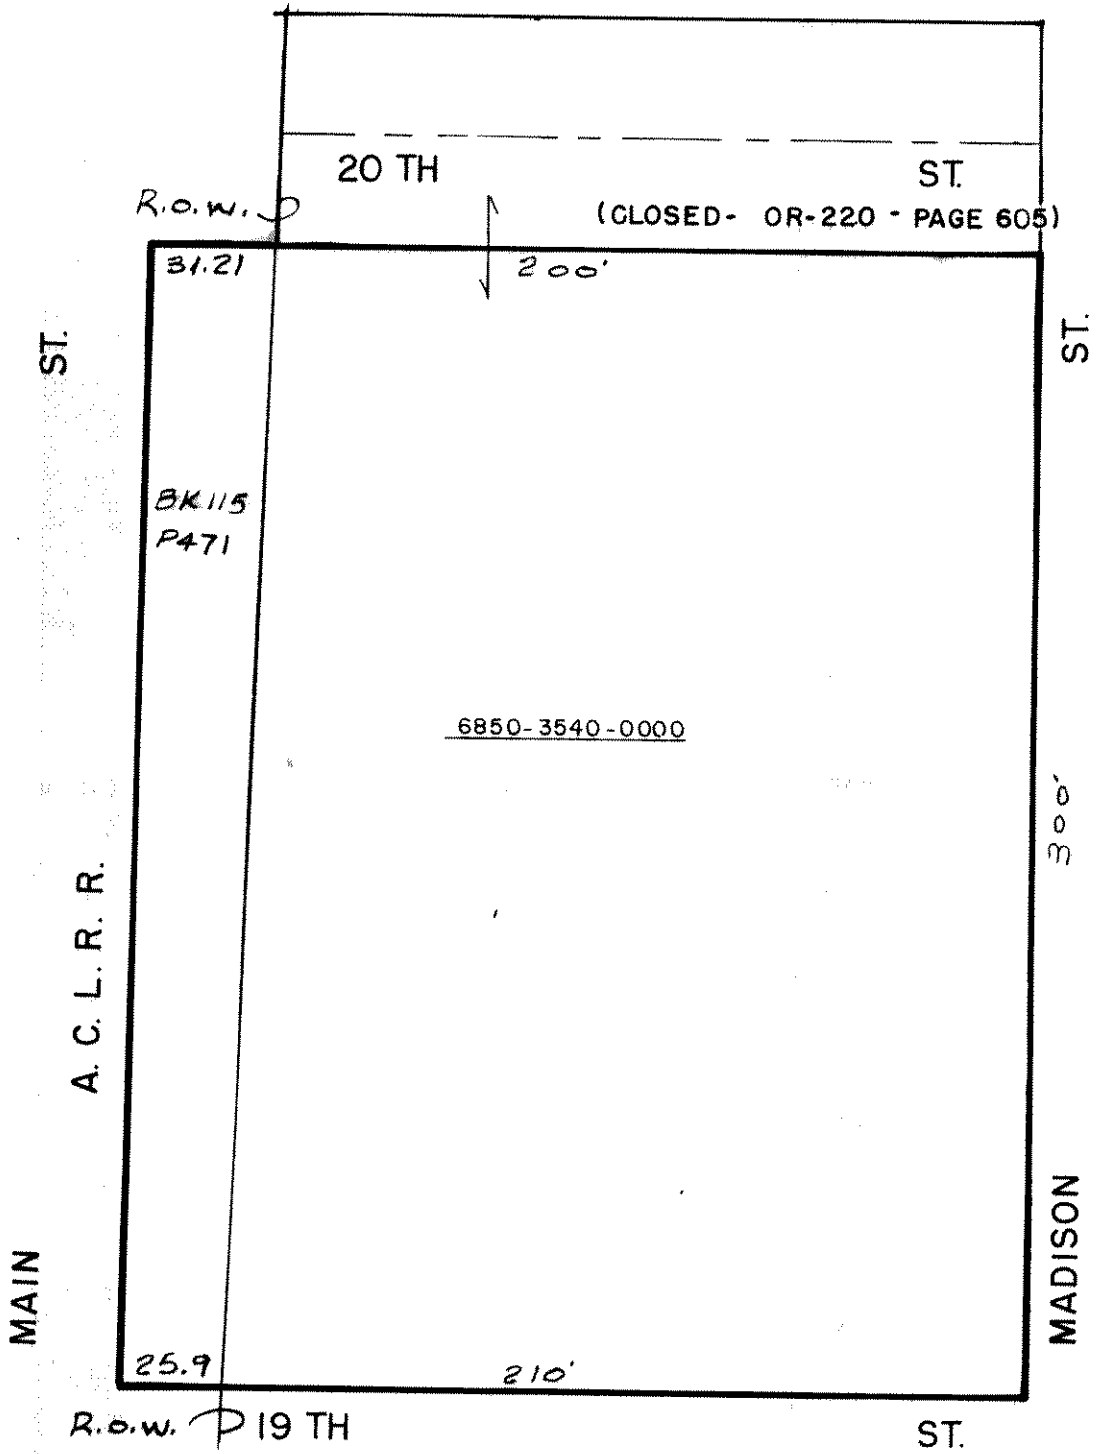 20 TH ST.
R.O.W.
(CLOSED- OR-220 - PAGE 605)
31.21
200'
ST.
ST.
BK115
P471
6850-3540-0000
300'
A. C. L. R. R.
MAIN
MADISON
25.9
210'
R.O.W.
19 TH ST.